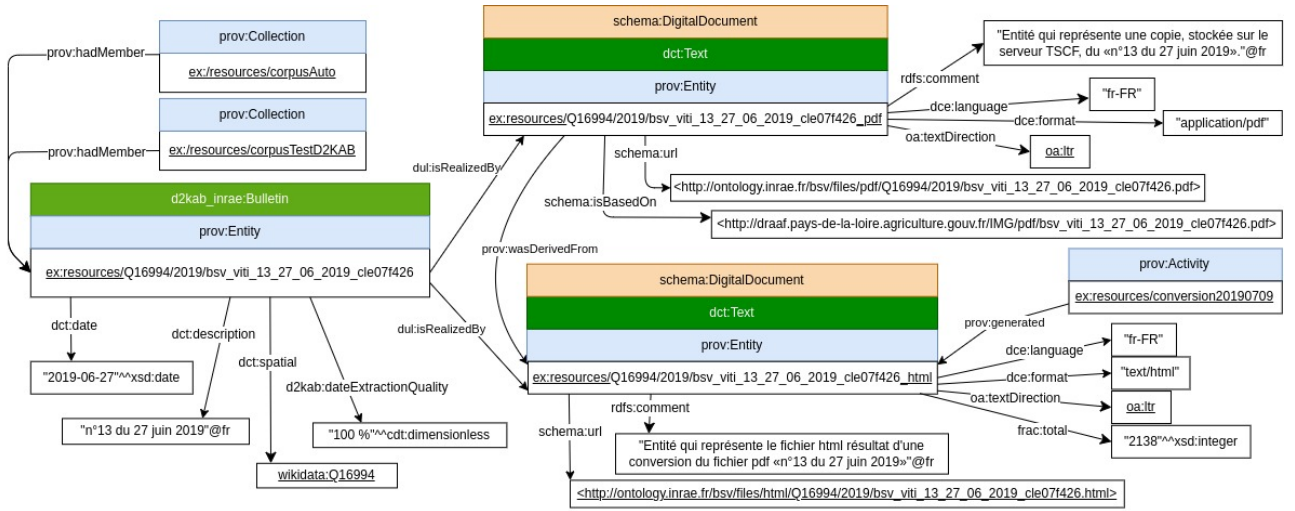 prov:Collection
ex:/resources/corpusAuto
prov:hadMember
prov:Collection
ex:/resources/corpusTestD2KAB
prov:hadMember
d2kab_inrae:Bulletin
prov:Entity
ex:resources/Q16994/2019/bsv_viti_13_27_06_2019_cle07f426
dct:date
"2019-06-27"^^xsd:date
dct:description
"n°13 du 27 juin 2019"@fr
dct:spatial
wikidata:Q16994
d2kab:dateExtractionQuality
"100 %"^^cdt:dimensionless
dul:isRealizedBy
dul:isRealizedBy
schema:DigitalDocument
dct:Text
prov:Entity
ex:resources/Q16994/2019/bsv_viti_13_27_06_2019_cle07f426_pdf
rdfs:comment
"Entité qui représente une copie, stockée sur le
serveur TSCF, du «n°13 du 27 juin 2019»."@fr
dce:language
"fr-FR"
dce:format
"application/pdf"
oa:textDirection
oa:ltr
schema:url
<http://ontology.inrae.fr/bsv/files/pdf/Q16994/2019/bsv_viti_13_27_06_2019_cle07f426.pdf>
schema:isBasedOn
<http://draaf.pays-de-la-loire.agriculture.gouv.fr/IMG/pdf/bsv_viti_13_27_06_2019_cle07f426.pdf>
prov:wasDerivedFrom
schema:DigitalDocument
dct:Text
prov:Entity
ex:resources/Q16994/2019/bsv_viti_13_27_06_2019_cle07f426_html
prov:Activity
ex:resources/conversion20190709
prov:generated
dce:language
"fr-FR"
dce:format
"text/html"
oa:textDirection
oa:ltr
frac:total
"2138"^^xsd:integer
rdfs:comment
"Entité qui représente le fichier html résultat d'une
conversion du fichier pdf «n°13 du 27 juin 2019»"@fr
schema:url
<http://ontology.inrae.fr/bsv/files/html/Q16994/2019/bsv_viti_13_27_06_2019_cle07f426.html>